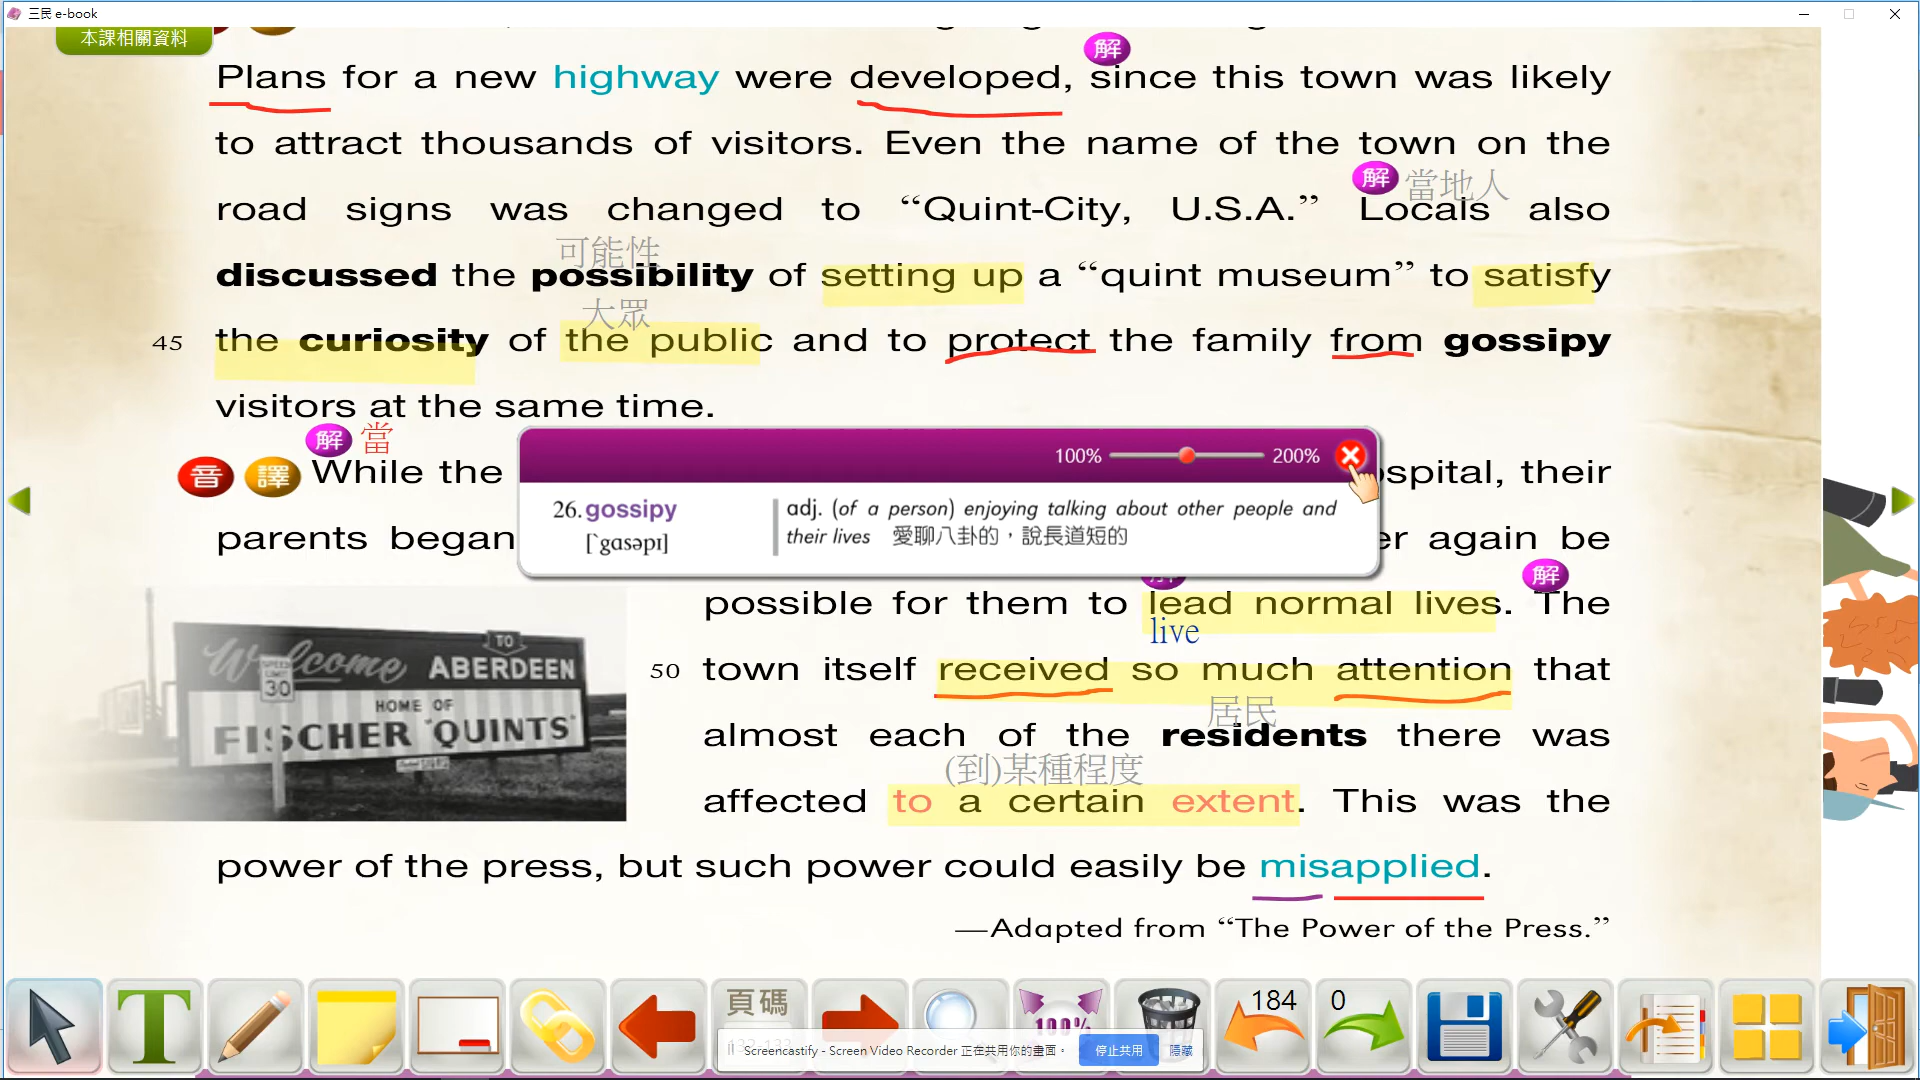 三民 e-book
本課相關資料
解
Plans for a new highway were developed, since this town was likely
to attract thousands of visitors. Even the name of the town on the
解 當地人
road signs was changed to “Quint-City, U.S.A.” Locals also
可能性
discussed the possibility of setting up a “quint museum” to satisfy
大眾
45 the curiosity of the public and to protect the family from gossipy
visitors at the same time.
解 當
音 譯 While the ospital, their
100% 200%
26. gossipy adj. (of a person) enjoying talking about other people and
[ˋgɑsəpɪ] their lives 愛聊八卦的，說長道短的
parents began er again be
解
possible for them to lead normal lives. The
live
50 town itself received so much attention that
居民
almost each of the residents there was
(到)某種程度
affected to a certain extent. This was the
power of the press, but such power could easily be misapplied.
—Adapted from “The Power of the Press.”
Welcome TO ABERDEEN
SPEED LIMIT 30
HOME OF
FISCHER "QUINTS"
T 頁碼 100% 184 0
Screencastify - Screen Video Recorder 正在共用你的畫面。 停止共用 隱藏